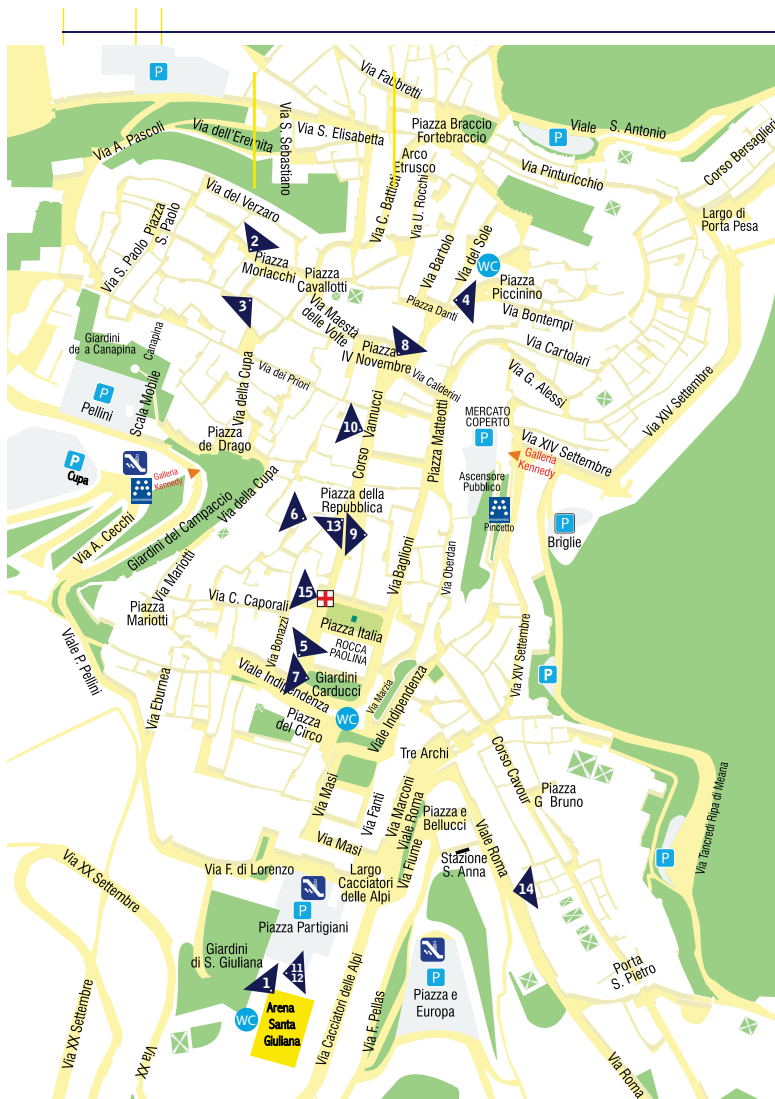 P
Via Fabbretti
Via A. Pascoli
Via dell'Eremita
Via S. Sebastiano
Via S. Elisabetta
Piazza Braccio
Fortebraccio
P
Viale S. Antonio
Arco
Etrusco
Via Pinturicchio
Corso Bersaglieri
Largo di
Porta Pesa
Via del Verzaro
Via C. Battisti
Via U. Rocchi
Piazza
S. Paolo
Via S. Paolo
2
Piazza
Morlacchi
Piazza
Cavallotti
Via Bartolo
Via del Sole
WC
Piazza
Piccinino
4
3
Via Maestà
delle Volte
Piazza Danti
Via Bontempi
Giardini
de a Canapina
Canapina
8
Piazza
IV Novembre
Via Cartolari
Via della Cupa
Via dei Priori
Via Calderini
Via G. Alessi
Scala Mobile
P
Pellini
Via XIV Settembre
10
Corso Vannucci
Piazza Matteotti
MERCATO
COPERTO
P
Piazza
de Drago
Via XIV Settembre
Galleria
Kennedy
P
Cupa
Galleria
Kennedy
Ascensore
Pubblico
Pincetto
Via della Cupa
Giardini del Campaccio
Via A. Cecchi
Piazza della
Repubblica
6
13
9
P
Briglie
Via Mariotti
Via Baglioni
Via Oberdan
Piazza
Mariotti
Via C. Caporali
15
Piazza Italia
Via Bonazzi
5
ROCCA
PAOLINA
Via XIV Settembre
Viale P. Pellini
Via Eburnea
Viale Indipendenza
7
Giardini
Carducci
Via Marzia
Viale Indipendenza
P
Piazza
del Circo
WC
Tre Archi
Corso Cavour
Piazza
G Bruno
Via Tancredi Ripa di Meana
Via Masi
Via Fanti
Via Marconi
Viale Roma
Via Fiume
Piazza e
Bellucci
Viale Roma
Via Masi
Stazione
S. Anna
P
Via XX Settembre
Via F. di Lorenzo
Largo
Cacciatori
delle Alpi
14
P
Piazza Partigiani
Giardini
di S. Giuliana
11
12
1
P
Piazza e
Europa
Porta
S. Pietro
WC
Arena
Santa
Giuliana
Via Cacciatori delle Alpi
Via F. Pellas
Via XX Settembre
Via XX
Via Roma